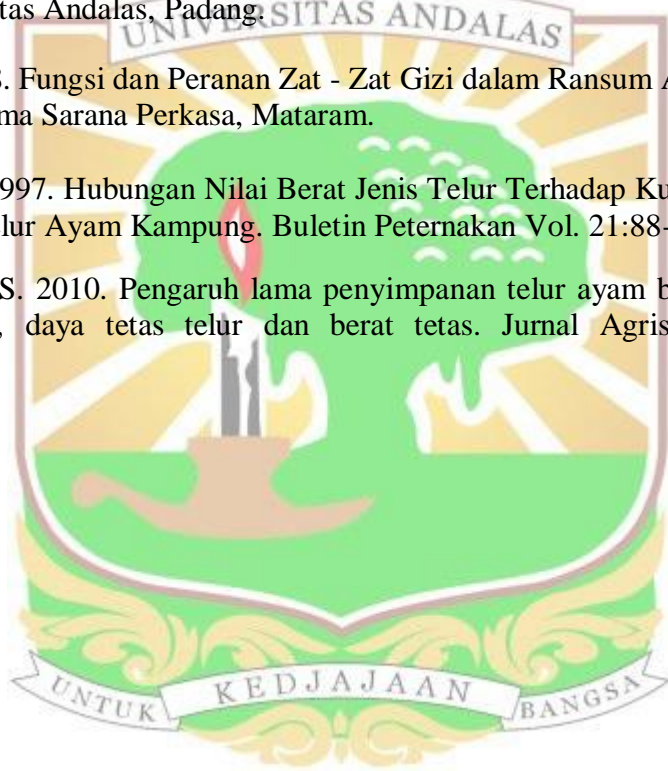 tas Andalas, Padang.
UNIVERSITAS ANDALAS
. Fungsi dan Peranan Zat - Zat Gizi dalam Ransum
ma Sarana Perkasa, Mataram.
997. Hubungan Nilai Berat Jenis Telur Terhadap Ku
lur Ayam Kampung. Buletin Peternakan Vol. 21:88-
S. 2010. Pengaruh lama penyimpanan telur ayam b
, daya tetas telur dan berat tetas. Jurnal Agris
UNTUK KEDJAJAAN BANGSA